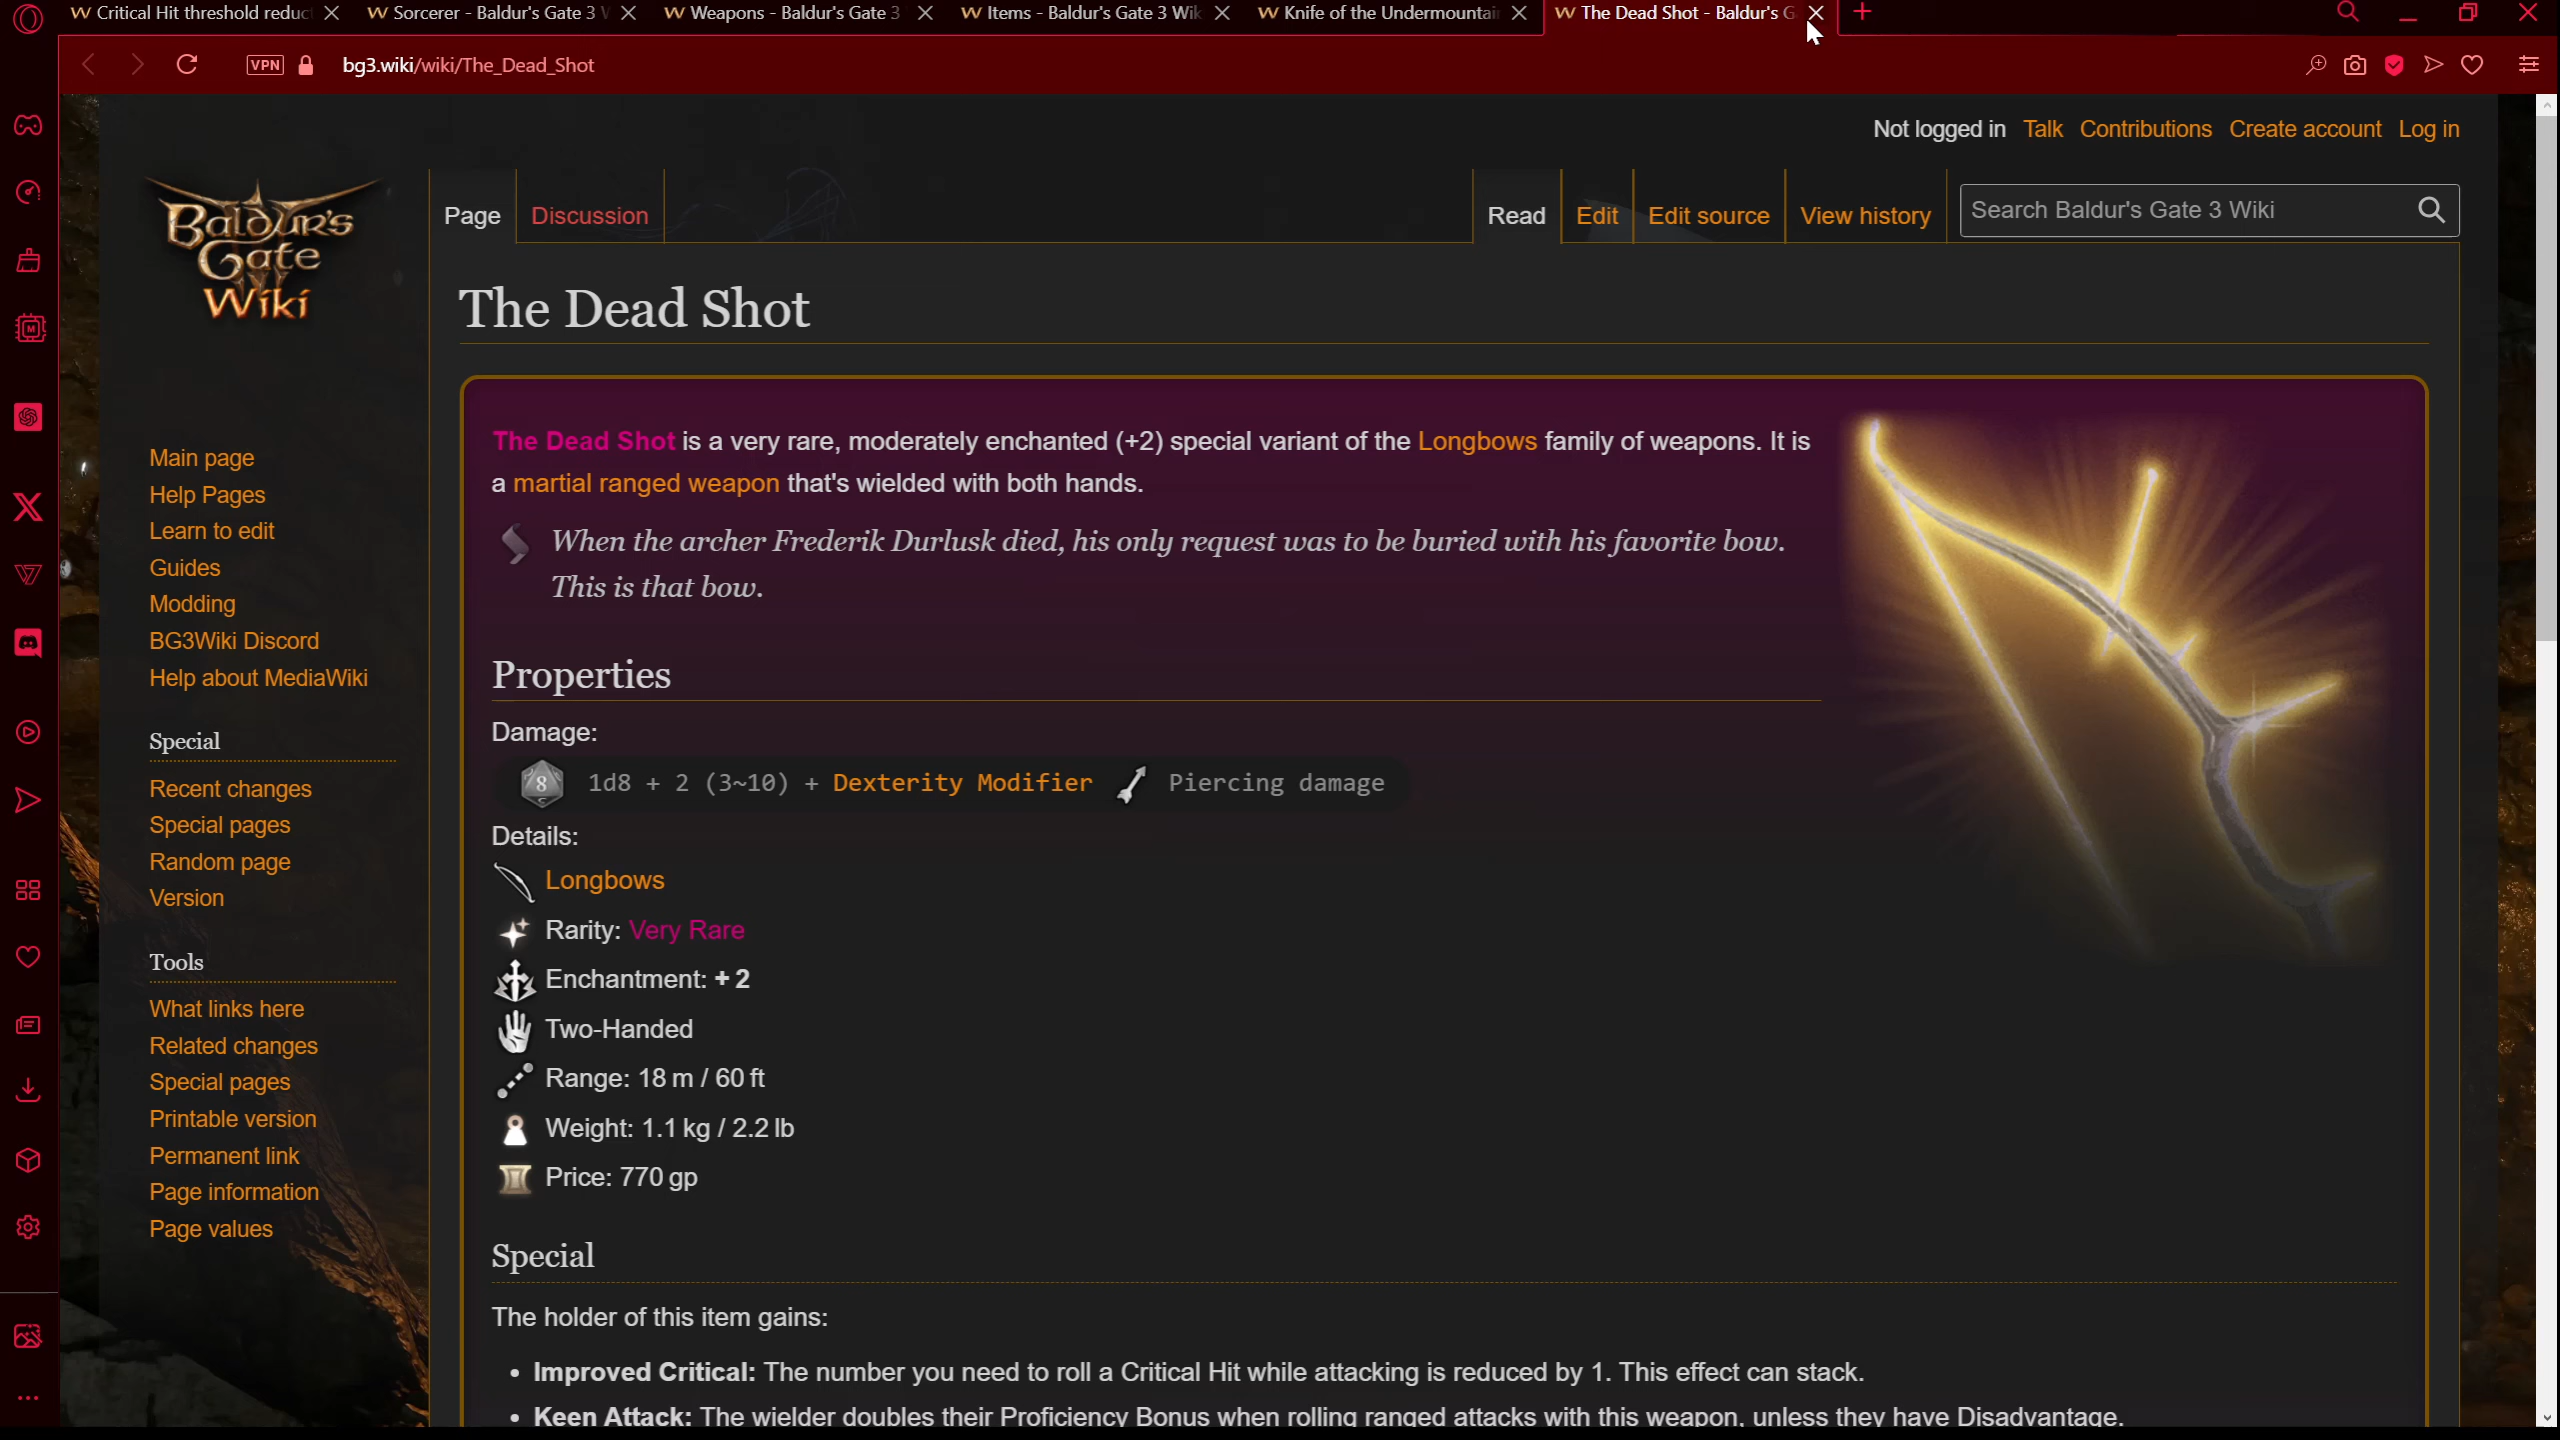 Critical Hit threshold reduc
Sorcerer - Baldur's Gate 3 W
Weapons - Baldur's Gate 3
Items - Baldur's Gate 3 Wik
Knife of the Undermountai
The Dead Shot - Baldur's G
VPN
bg3.wiki/wiki/The_Dead_Shot
Not logged in Talk Contributions Create account Log in
Baldur's
Gate
Wiki
Page Discussion Read Edit Edit source View history Search Baldur's Gate 3 Wiki
The Dead Shot
The Dead Shot is a very rare, moderately enchanted (+2) special variant of the Longbows family of weapons. It is
a martial ranged weapon that's wielded with both hands.
When the archer Frederik Durlusk died, his only request was to be buried with his favorite bow.
This is that bow.
Properties
Damage:
8 1d8 + 2 (3~10) + Dexterity Modifier Piercing damage
Details:
Longbows
Rarity: Very Rare
Enchantment: + 2
Two-Handed
Range: 18 m / 60 ft
Weight: 1.1 kg / 2.2 lb
Price: 770 gp
Special
The holder of this item gains:
• Improved Critical: The number you need to roll a Critical Hit while attacking is reduced by 1. This effect can stack.
• Keen Attack: The wielder doubles their Proficiency Bonus when rolling ranged attacks with this weapon, unless they have Disadvantage.
Main page
Help Pages
Learn to edit
Guides
Modding
BG3Wiki Discord
Help about MediaWiki
Special
Recent changes
Special pages
Random page
Version
Tools
What links here
Related changes
Special pages
Printable version
Permanent link
Page information
Page values